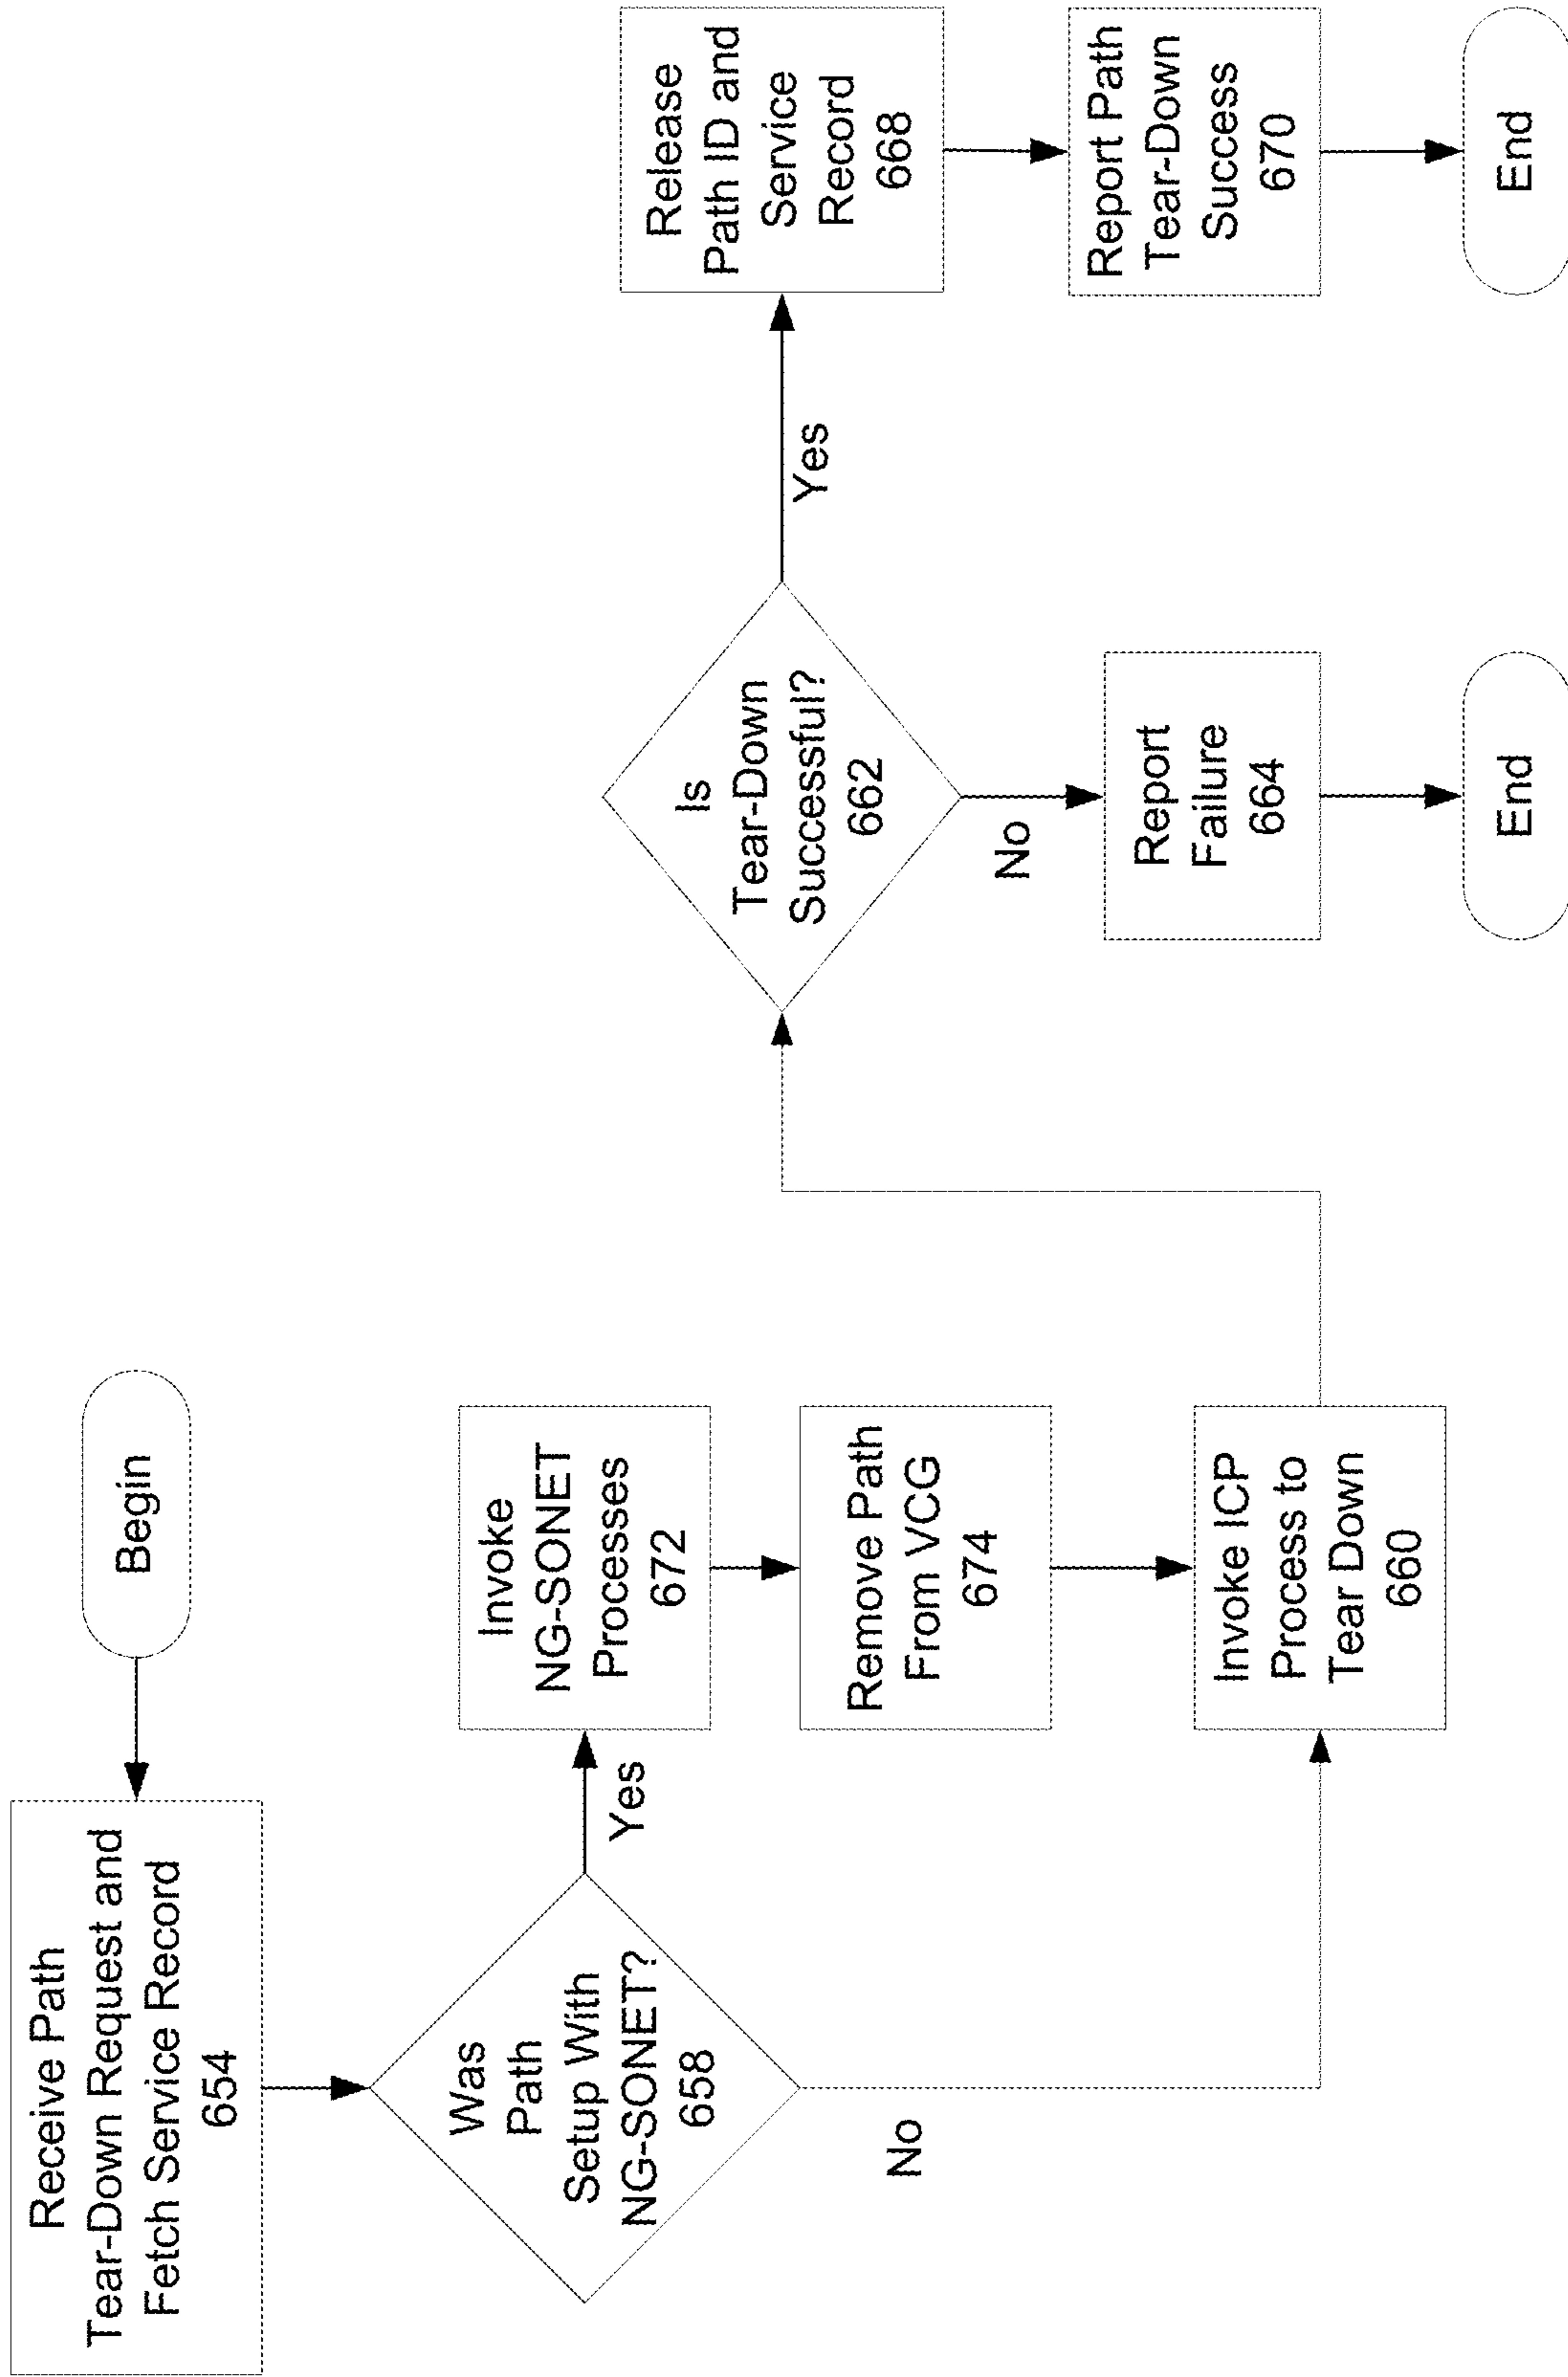 Begin
Receive Path
Tear-Down Request and
Fetch Service Record
654
Was
Path
Setup With
NG-SONET?
658
Yes
No
Invoke
NG-SONET
Processes
672
Remove Path
From VCG
674
Invoke ICP
Process to
Tear Down
660
Is
Tear-Down
Successful?
662
Yes
No
Report
Failure
664
End
Release
Path ID and
Service
Record
668
Report Path
Tear-Down
Success
670
End